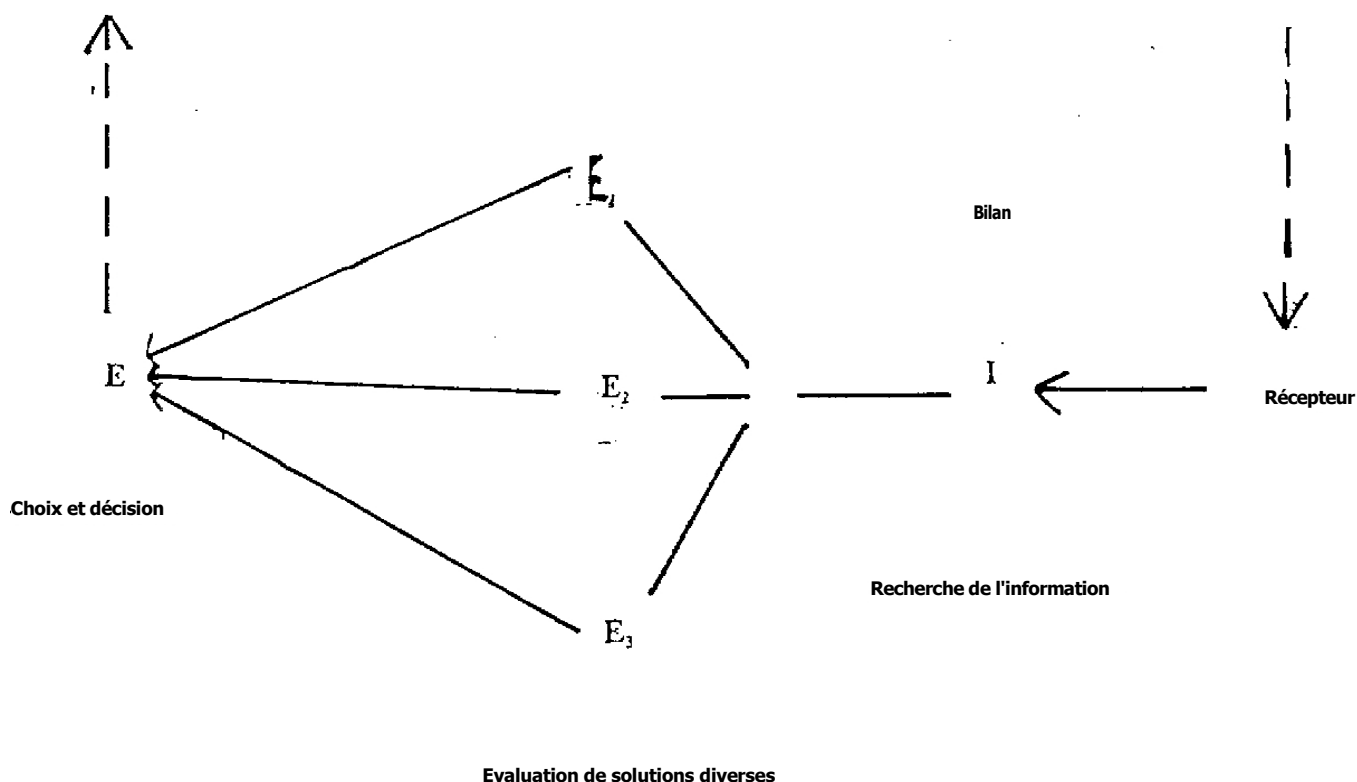 E₁
Bilan
E
E₂
I
Récepteur
Choix et décision
Recherche de l'information
E₃
Evaluation de solutions diverses